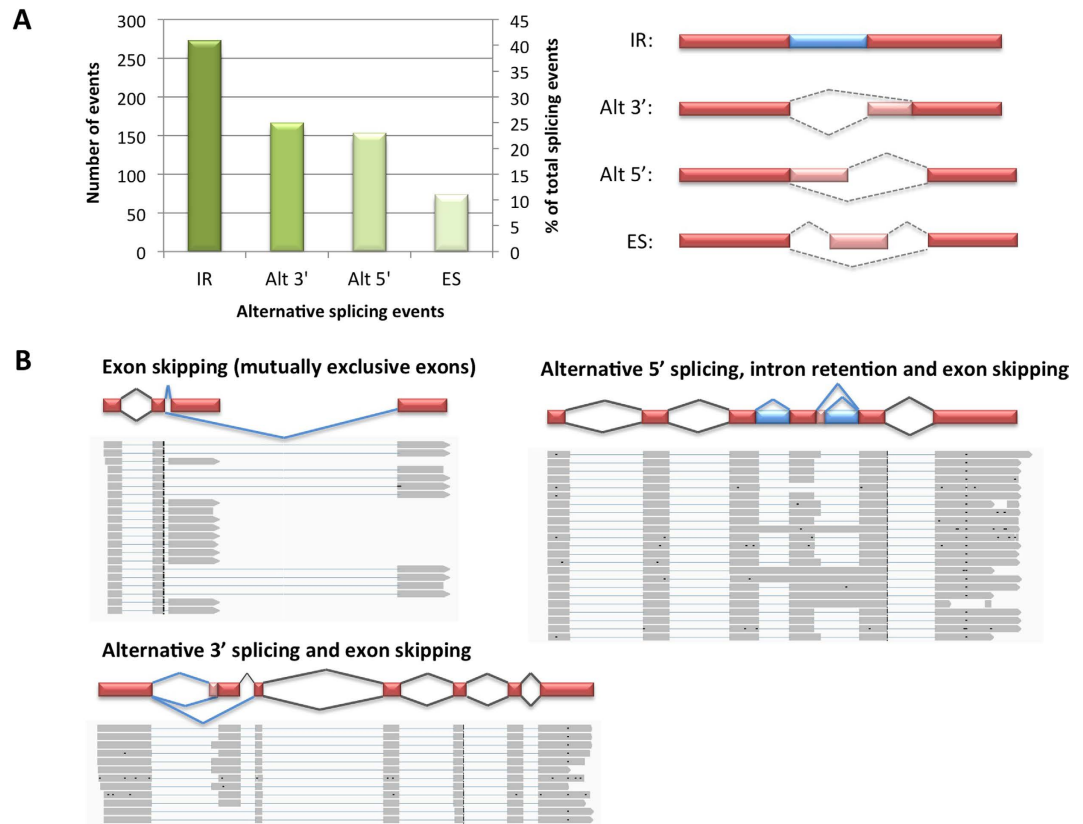 A
300
250
200
150
100
50
0
Number of events
45
40
35
30
25
20
15
10
5
0
% of total splicing events
IR
Alt 3'
Alt 5'
ES
Alternative splicing events
IR:
Alt 3’:
Alt 5’:
ES:
B
Exon skipping (mutually exclusive exons)
Alternative 5’ splicing, intron retention and exon skipping
Alternative 3’ splicing and exon skipping